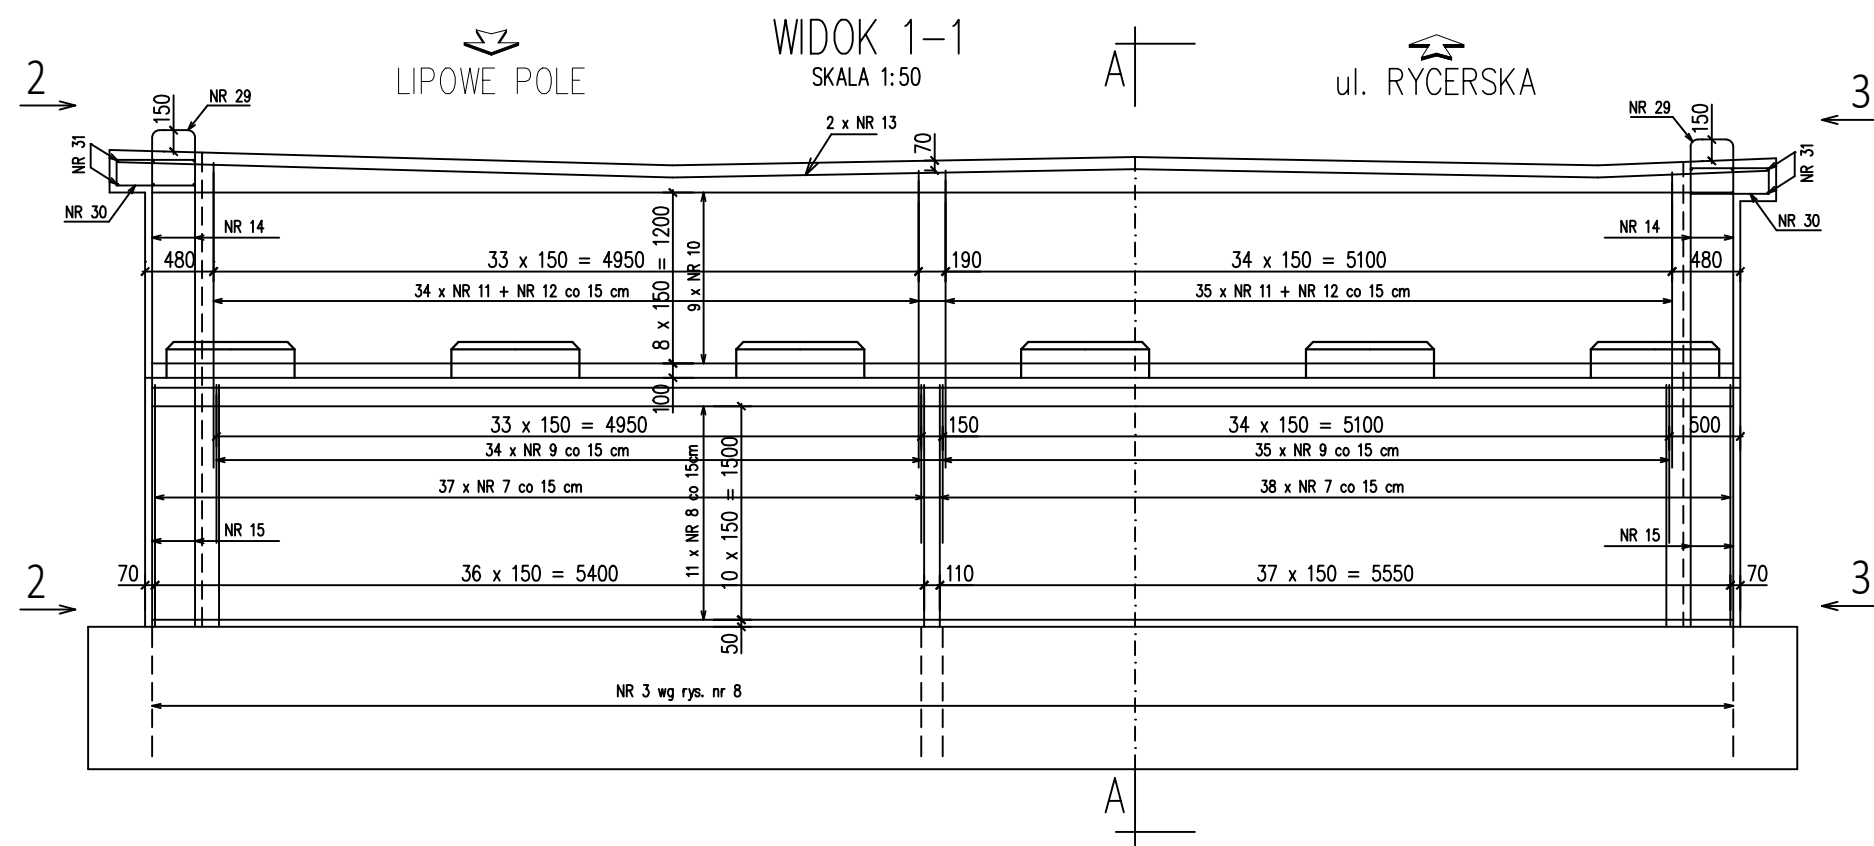 WIDOK 1-1
SKALA 1:50
LIPOWE POLE
ul. RYCERSKA
A
2
3
150
NR 29
2 x NR 13
70
NR 29
150
NR 31
NR 31
NR 30
NR 30
NR 14
NR 14
480
33 x 150 = 4950
8 x 150 = 1200
9 x NR 10
190
34 x 150 = 5100
480
34 x NR 11 + NR 12 co 15 cm
35 x NR 11 + NR 12 co 15 cm
100
33 x 150 = 4950
150
34 x 150 = 5100
500
34 x NR 9 co 15 cm
35 x NR 9 co 15 cm
11 x NR 8 co 15cm
10 x 150 = 1500
37 x NR 7 co 15 cm
38 x NR 7 co 15 cm
NR 15
NR 15
2
70
36 x 150 = 5400
110
37 x 150 = 5550
70
3
50
NR 3 wg rys. nr 8
A